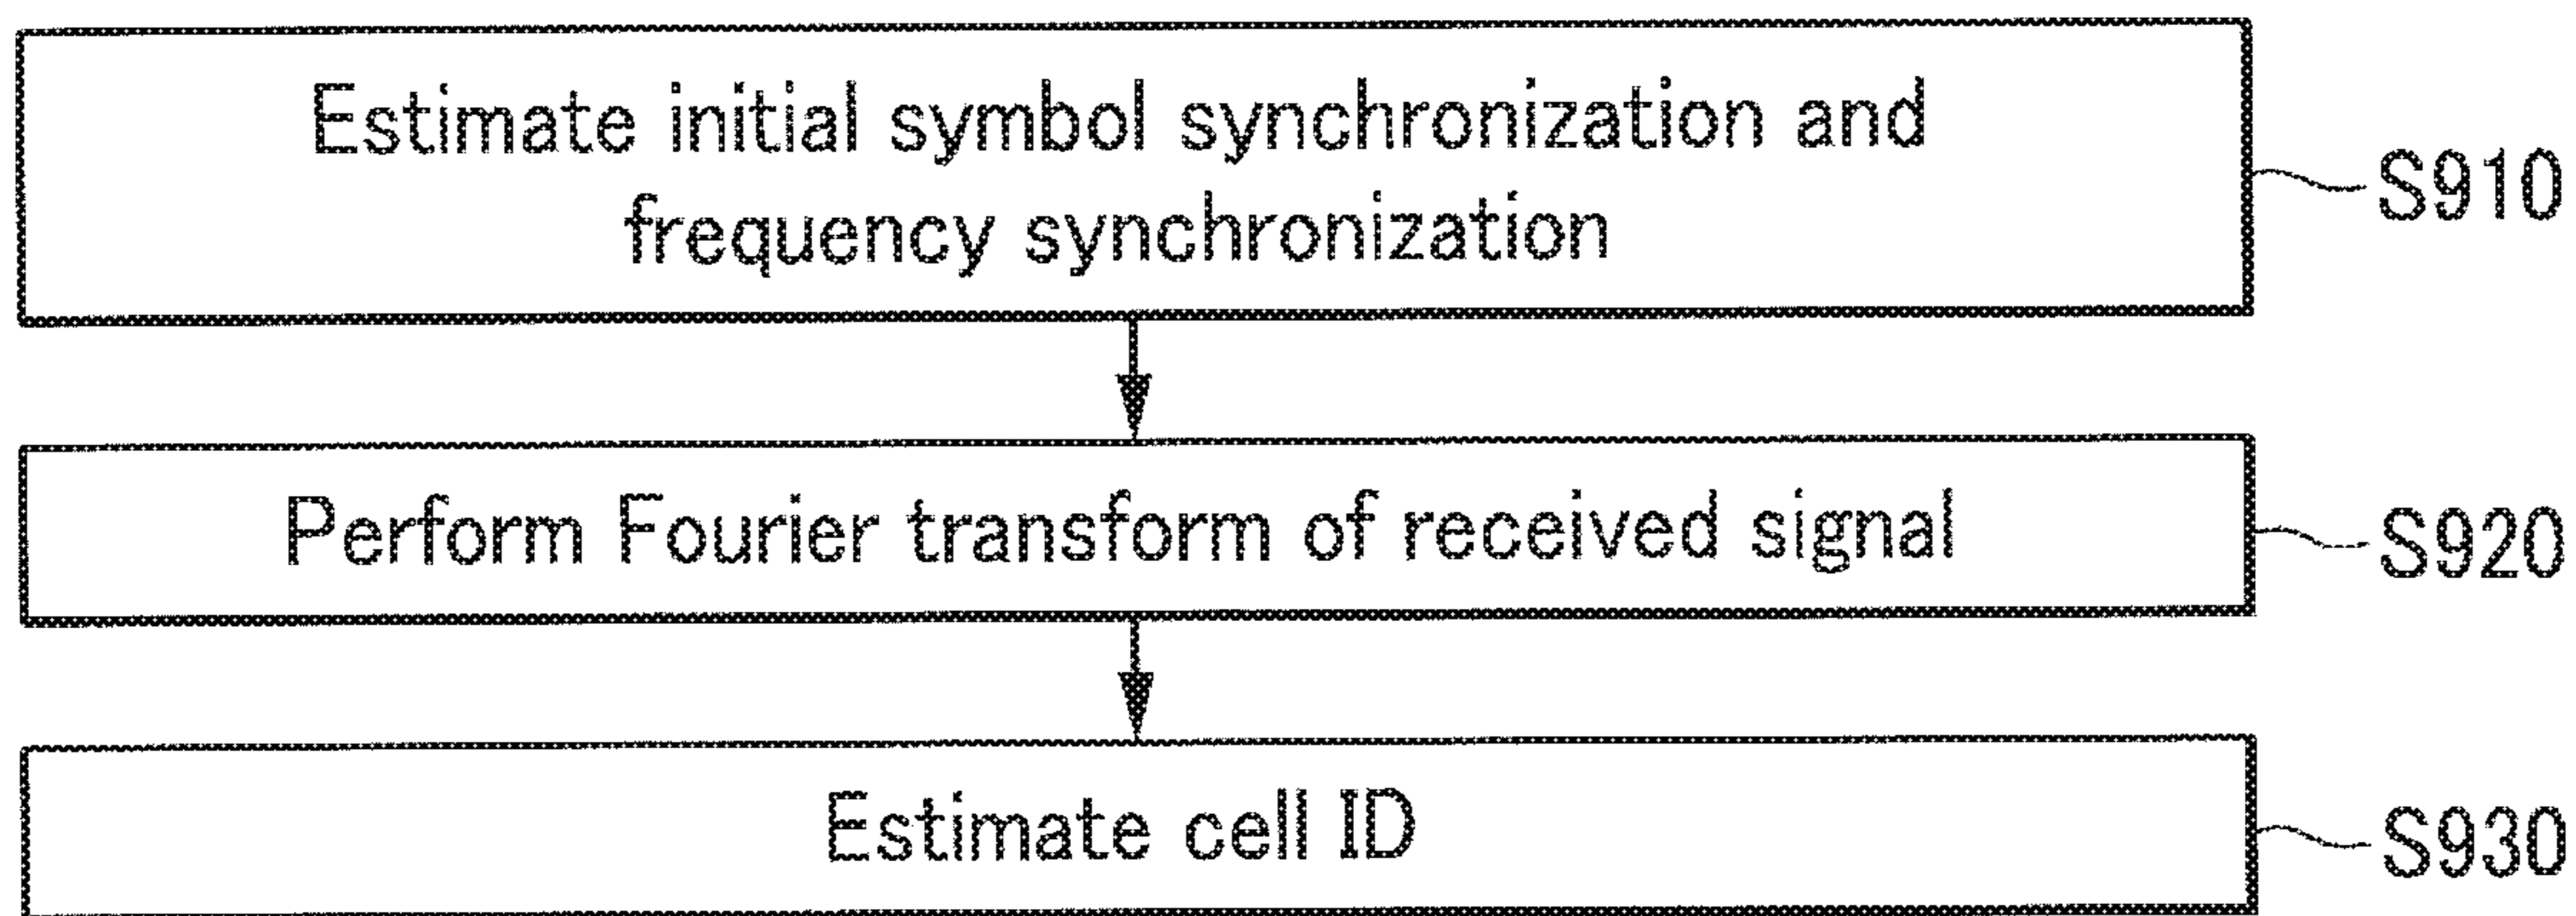 Estimate initial symbol synchronization and
frequency synchronization
S910
Perform Fourier transform of received signal
S920
Estimate cell ID
S930